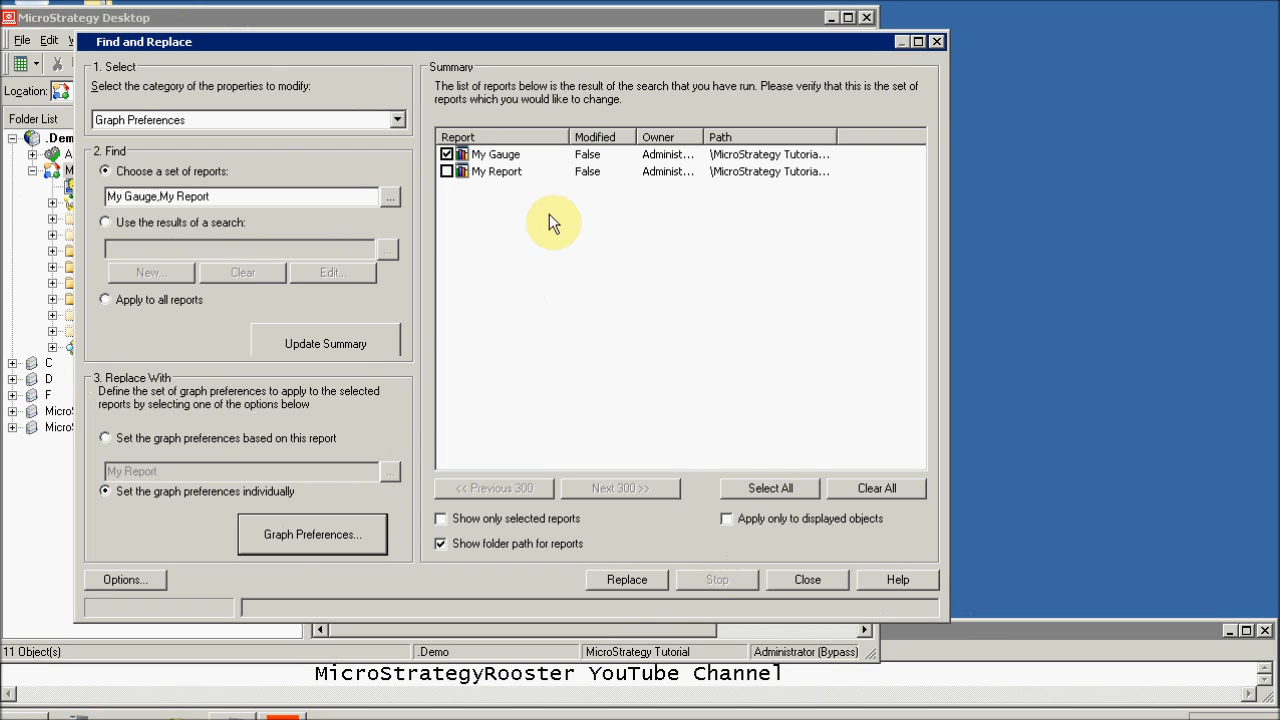 MicroStrategy Desktop
File Edit
Find and Replace
Location:
Folder List
.Dem
A
M
C
D
F
MicroS
MicroS
1. Select
Select the category of the properties to modify:
Graph Preferences
2. Find
Choose a set of reports:
My Gauge,My Report
...
Use the results of a search:
...
New... Clear Edit...
Apply to all reports
Update Summary
3. Replace With
Define the set of graph preferences to apply to the selected
reports by selecting one of the options below
Set the graph preferences based on this report
My Report
...
Set the graph preferences individually
Graph Preferences...
Summary
The list of reports below is the result of the search that you have run. Please verify that this is the set of
reports which you would like to change.
Report Modified Owner Path
My Gauge False Administ... \MicroStrategy Tutoria...
My Report False Administ... \MicroStrategy Tutoria...
<< Previous 300 Next 300 >> Select All Clear All
Show only selected reports Apply only to displayed objects
Show folder path for reports
Options... Replace Stop Close Help
11 Object(s) .Demo MicroStrategy Tutorial Administrator (Bypass)
MicroStrategyRooster YouTube Channel